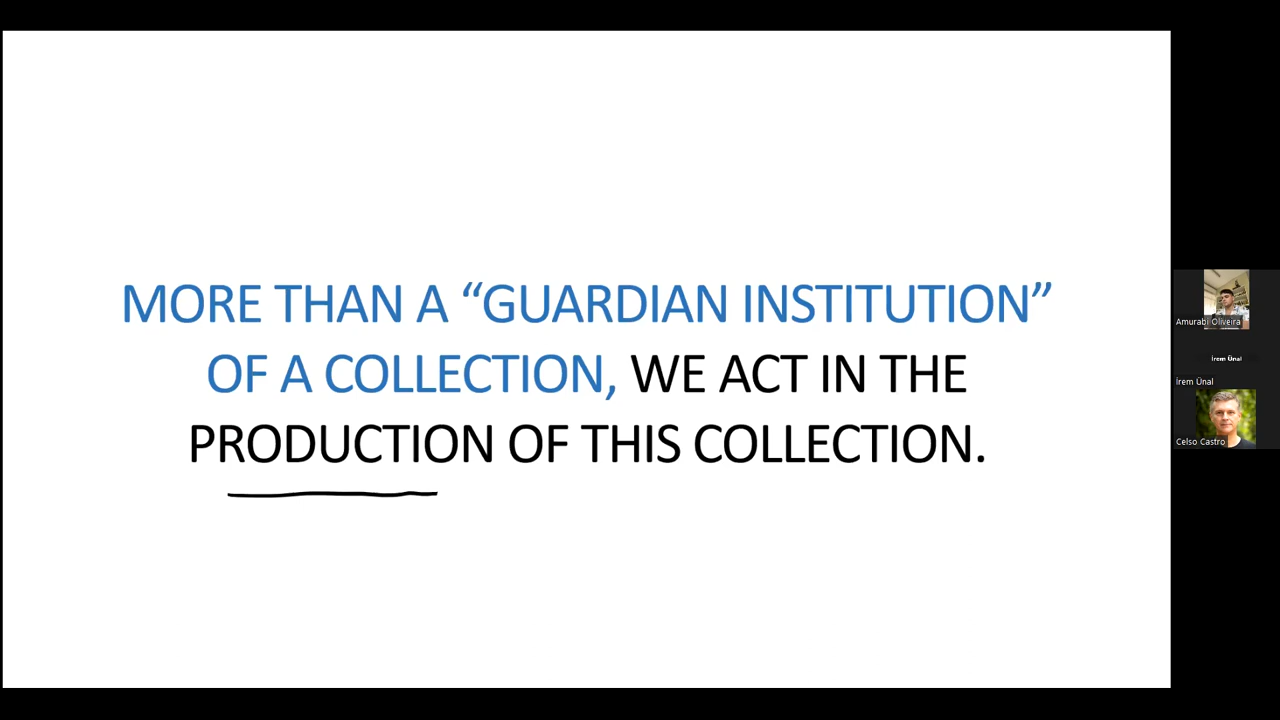 MORE THAN A “GUARDIAN INSTITUTION”
OF A COLLECTION, WE ACT IN THE
PRODUCTION OF THIS COLLECTION.
Amurabi Oliveira
İrem Ünal
İrem Ünal
Celso Castro